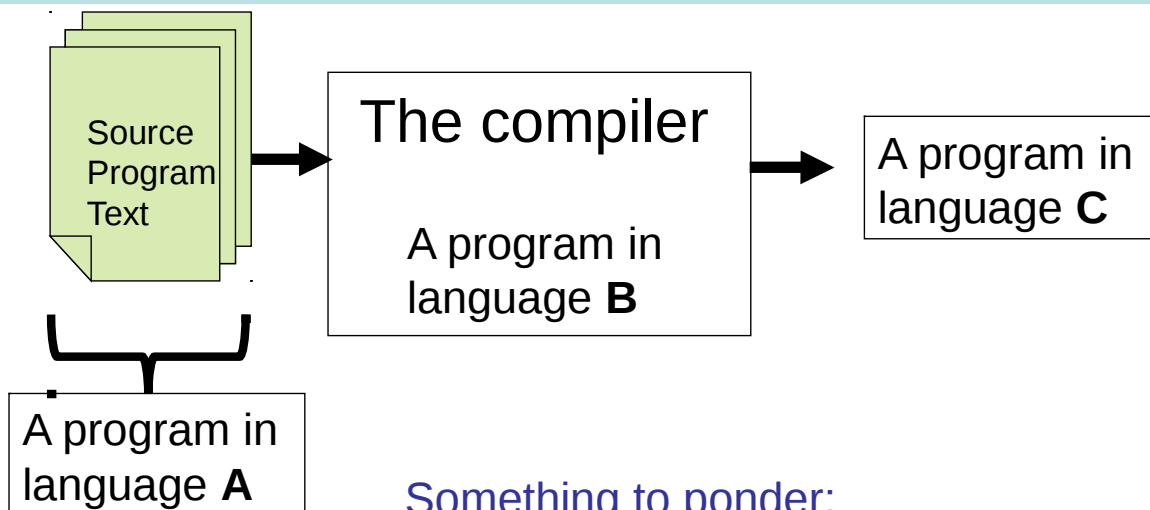 Source
Program
Text
The compiler
A program in
language B
A program in
language C
A program in
language A
Something to ponder: